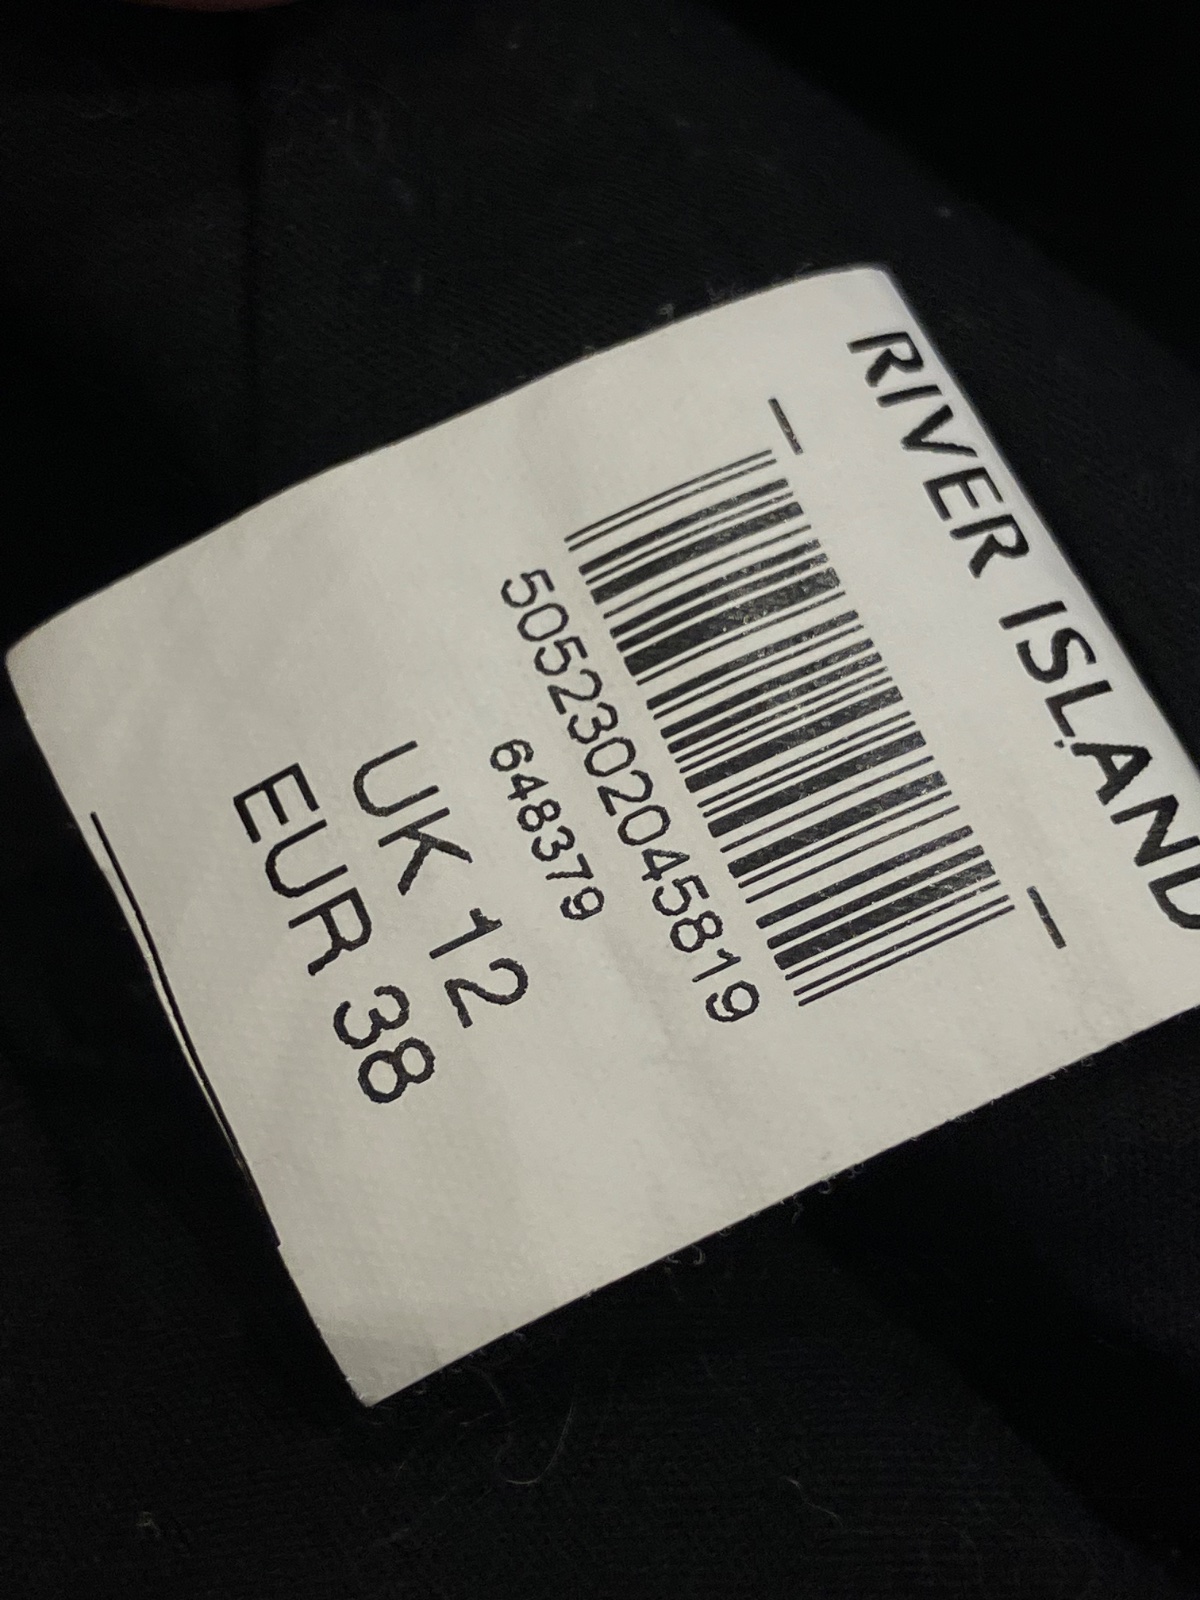 RIVER ISLAND
5052302045819
648379
UK 12
EUR 38